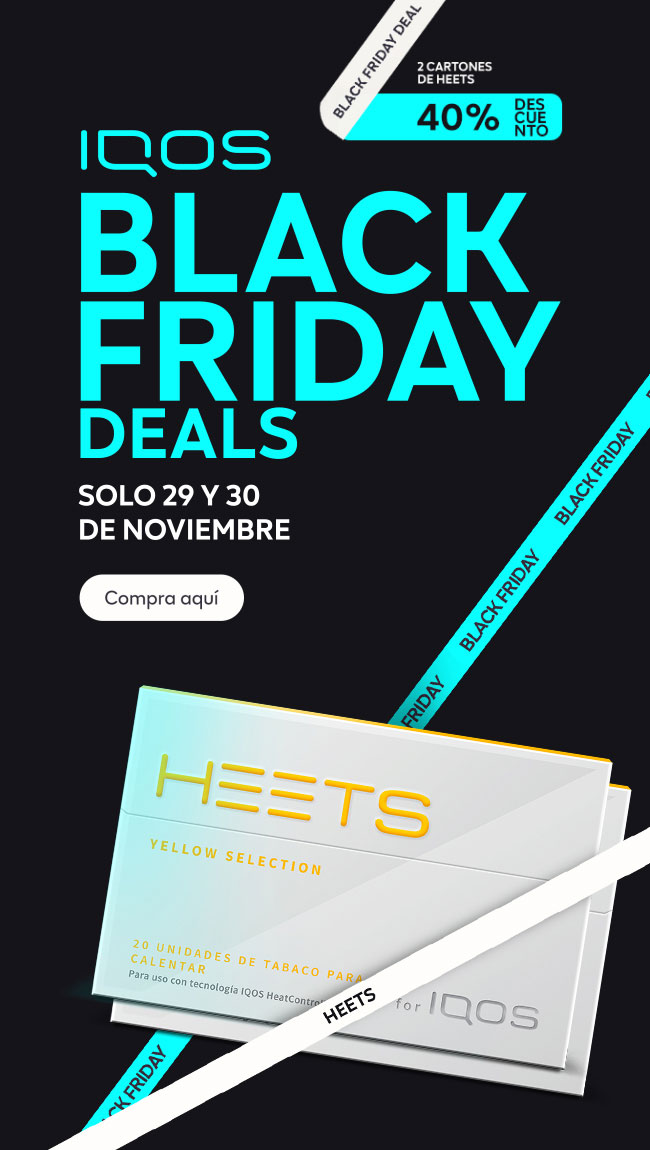 BLACK FRIDAY DEAL
2 CARTONES
DE HEETS
40%
DES
CUE
NTO
IQOS
BLACK
FRIDAY
DEALS
SOLO 29 Y 30
DE NOVIEMBRE
Compra aquí
BLACK FRIDAY
BLACK FRIDAY
FRIDAY
HEETS
YELLOW SELECTION
20 UNIDADES DE TABACO PARA
CALENTAR
Para uso con tecnología IQOS HeatControl
for IQOS
HEETS
CK FRIDAY